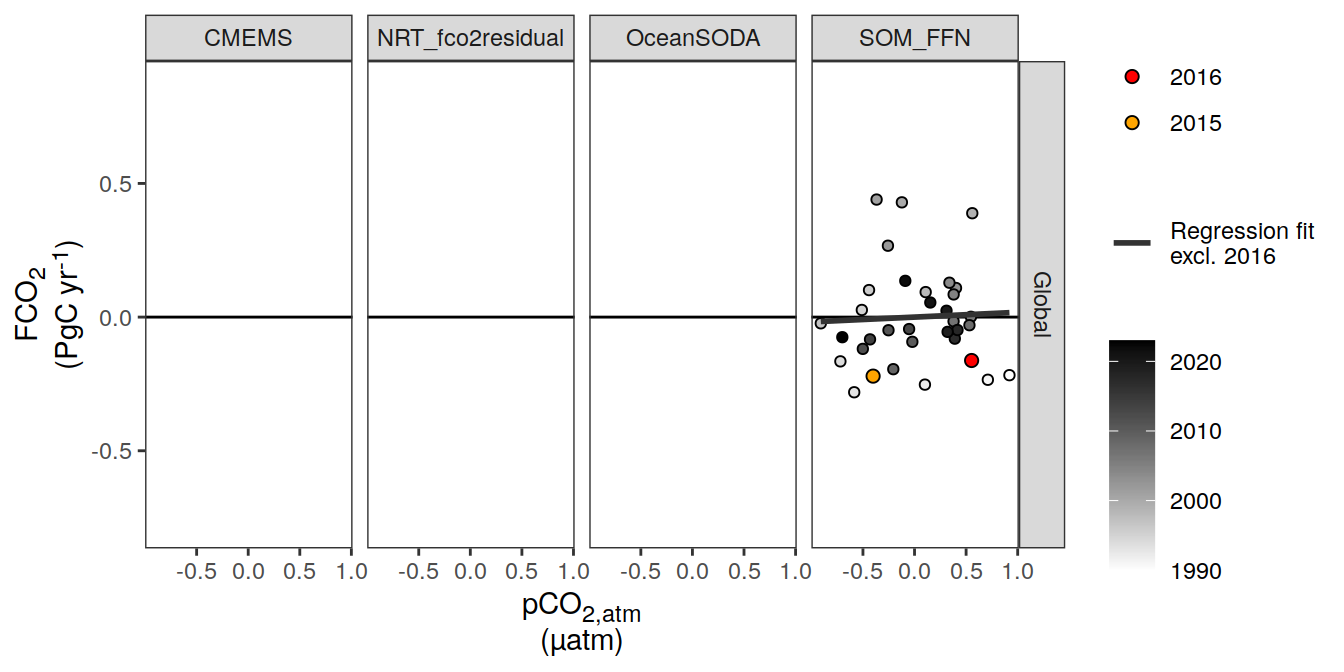 CMEMS
NRT_fco2residual
OceanSODA
SOM_FFN
Global
0.5
0.0
-0.5
FCO2
(PgC yr-1)
-0.5 0.0 0.5 1.0
-0.5 0.0 0.5 1.0
-0.5 0.0 0.5 1.0
-0.5 0.0 0.5 1.0
pCO2,atm
(µatm)
2016
2015
Regression fit
excl. 2016
2020
2010
2000
1990